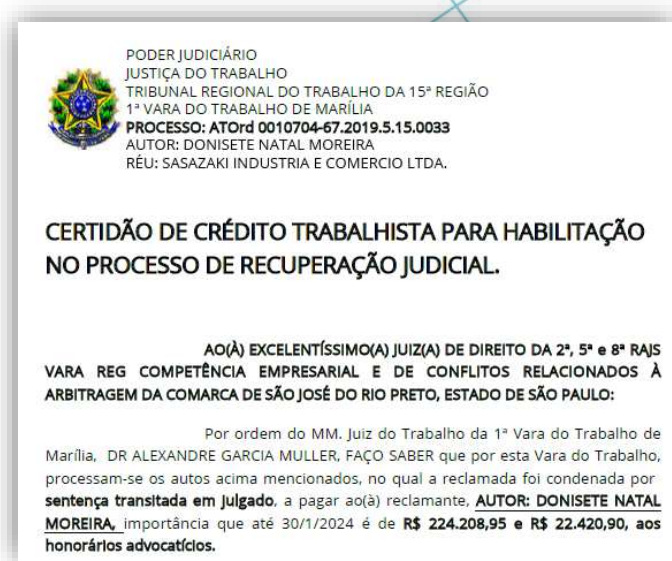 PODER JUDICIÁRIO
JUSTIÇA DO TRABALHO
TRIBUNAL REGIONAL DO TRABALHO DA 15ª REGIÃO
1ª VARA DO TRABALHO DE MARÍLIA
PROCESSO: ATOrd 0010704-67.2019.5.15.0033
AUTOR: DONISETE NATAL MOREIRA
RÉU: SASAZAKI INDUSTRIA E COMERCIO LTDA.
CERTIDÃO DE CRÉDITO TRABALHISTA PARA HABILITAÇÃO
NO PROCESSO DE RECUPERAÇÃO JUDICIAL.
AO(À) EXCELENTÍSSIMO(A) JUIZ(A) DE DIREITO DA 2ª, 5ª e 8ª RAJS
VARA REG COMPETÊNCIA EMPRESARIAL E DE CONFLITOS RELACIONADOS À
ARBITRAGEM DA COMARCA DE SÃO JOSÉ DO RIO PRETO, ESTADO DE SÃO PAULO:
Por ordem do MM. Juiz do Trabalho da 1ª Vara do Trabalho de
Marília, DR ALEXANDRE GARCIA MULLER, FAÇO SABER que por esta Vara do Trabalho,
processam-se os autos acima mencionados, no qual a reclamada foi condenada por
sentença transitada em julgado, a pagar ao(à) reclamante, AUTOR: DONISETE NATAL
MOREIRA, importância que até 30/1/2024 é de R$ 224.208,95 e R$ 22.420,90, aos
honorários advocatícios.